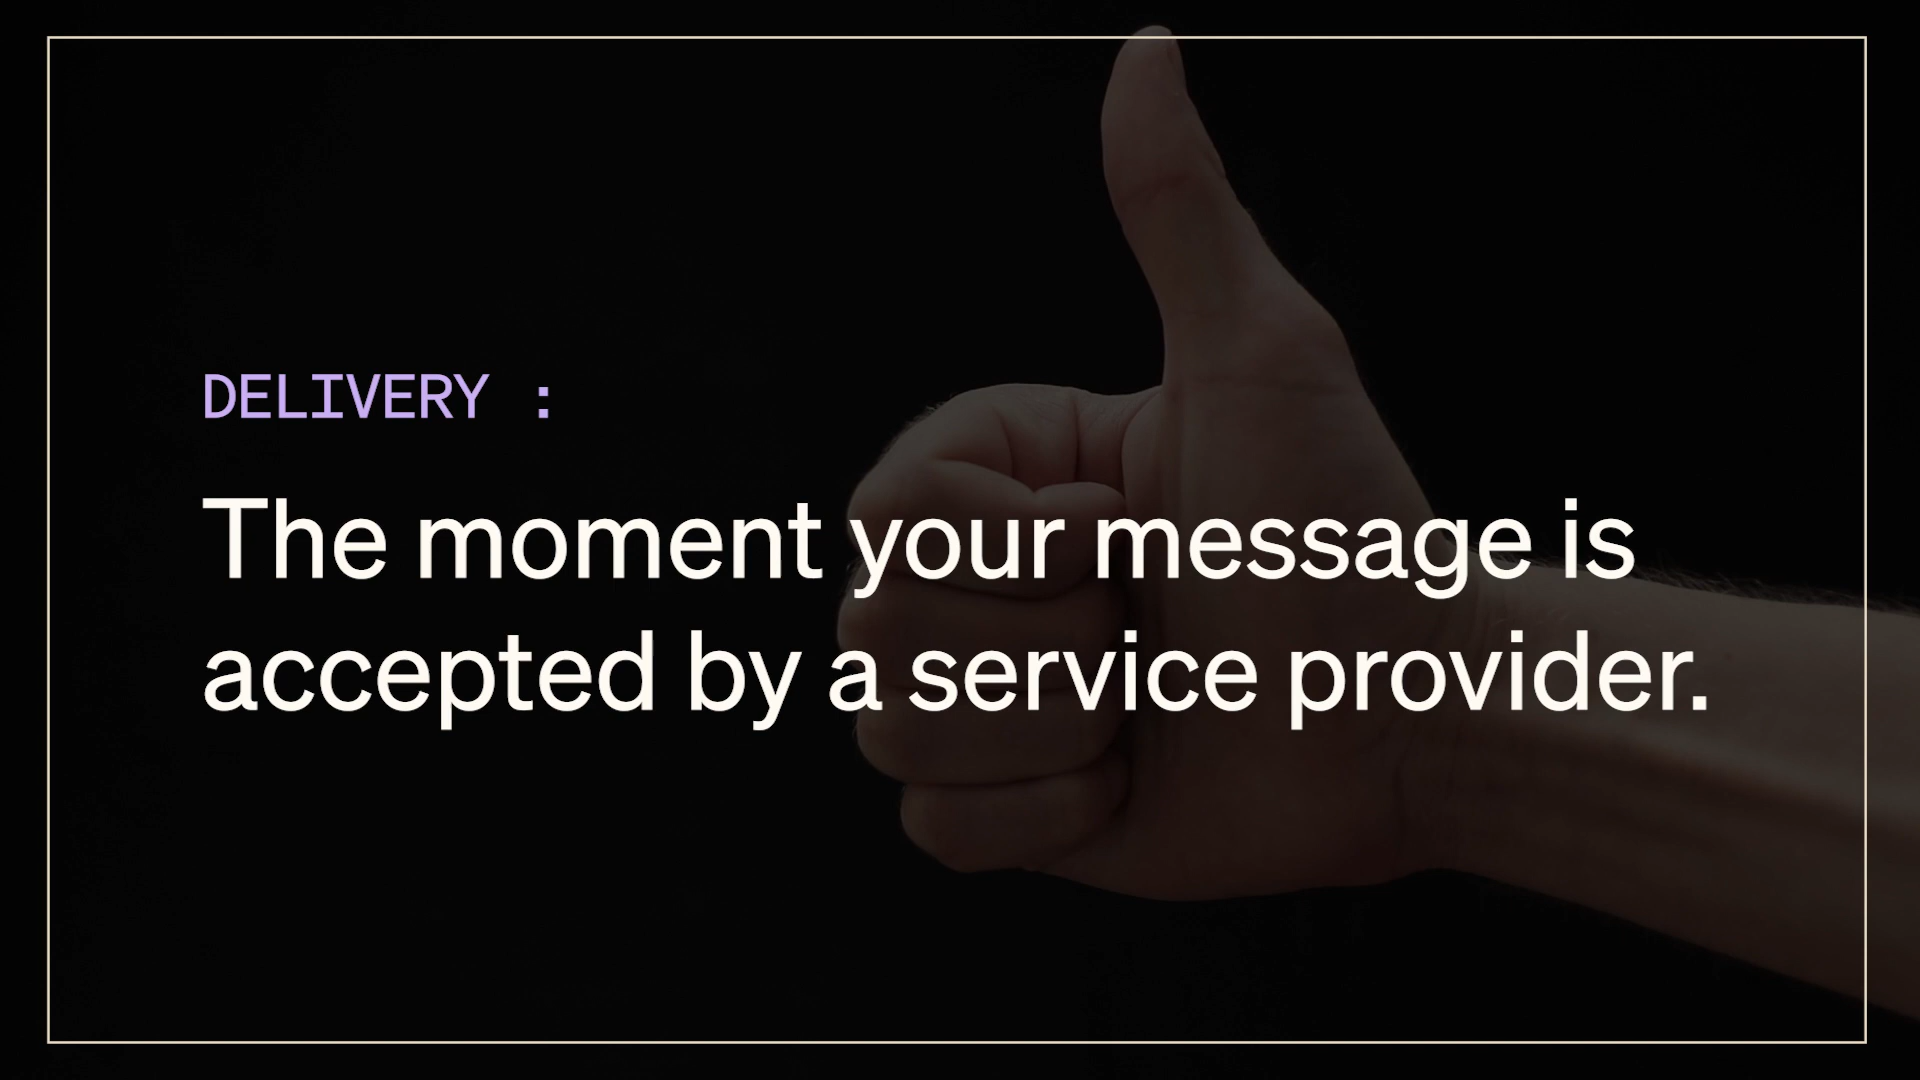 DELIVERY :
The moment your message is
accepted by a service provider.